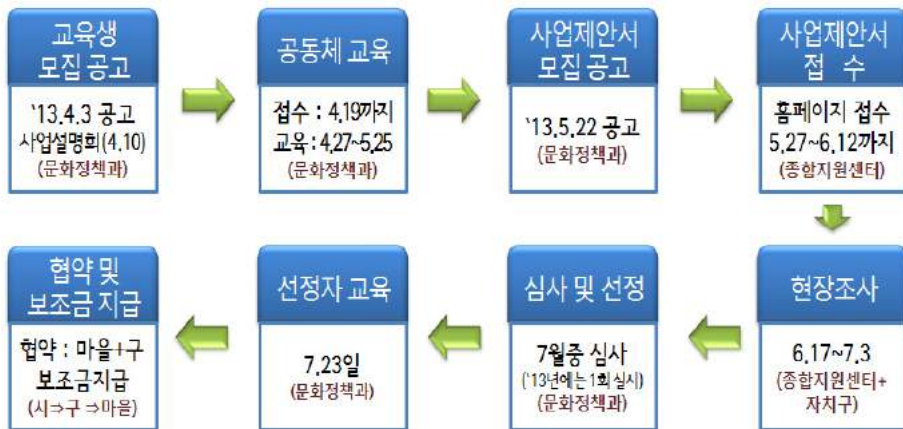 교육생
모집 공고
'13.4.3 공고
사업설명회(4.10)
(문화정책과)
공동체 교육
접수 : 4.19까지
교육 : 4.27~5.25
(문화정책과)
사업제안서
모집 공고
'13.5.22 공고
(문화정책과)
사업제안서
접 수
홈페이지 접수
5.27~6.12까지
(종합지원센터)
현장조사
6.17~7.3
(종합지원센터+
자치구)
심사 및 선정
7월중 심사
('13년에는 1회 실시)
(문화정책과)
선정자 교육
7.23일
(문화정책과)
협약 및
보조금 지급
협약 : 마을+구
보조금지급
(시⇒구 ⇒마을)